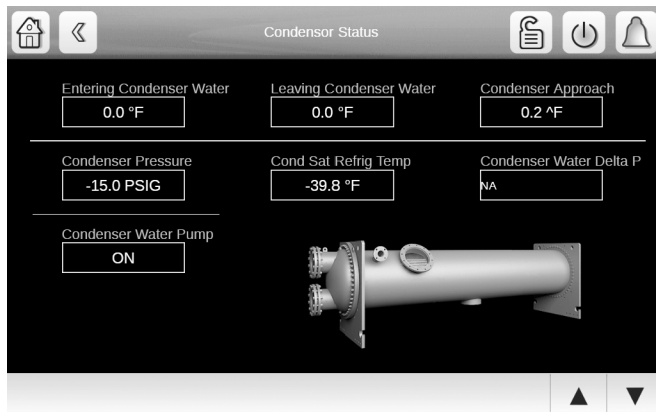 Condensor Status
Entering Condenser Water
Leaving Condenser Water
Condenser Approach
0.0 °F
0.0 °F
0.2 ^F
Condenser Pressure
Cond Sat Refrig Temp
Condenser Water Delta P
-15.0 PSIG
-39.8 °F
NA
Condenser Water Pump
ON